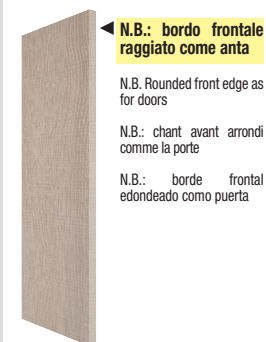 N.B.: bordo frontale
raggiato come anta
N.B. Rounded front edge as
for doors
N.B.: chant avant arrondi
comme la porte
N.B.: borde frontal
edondeado como puerta